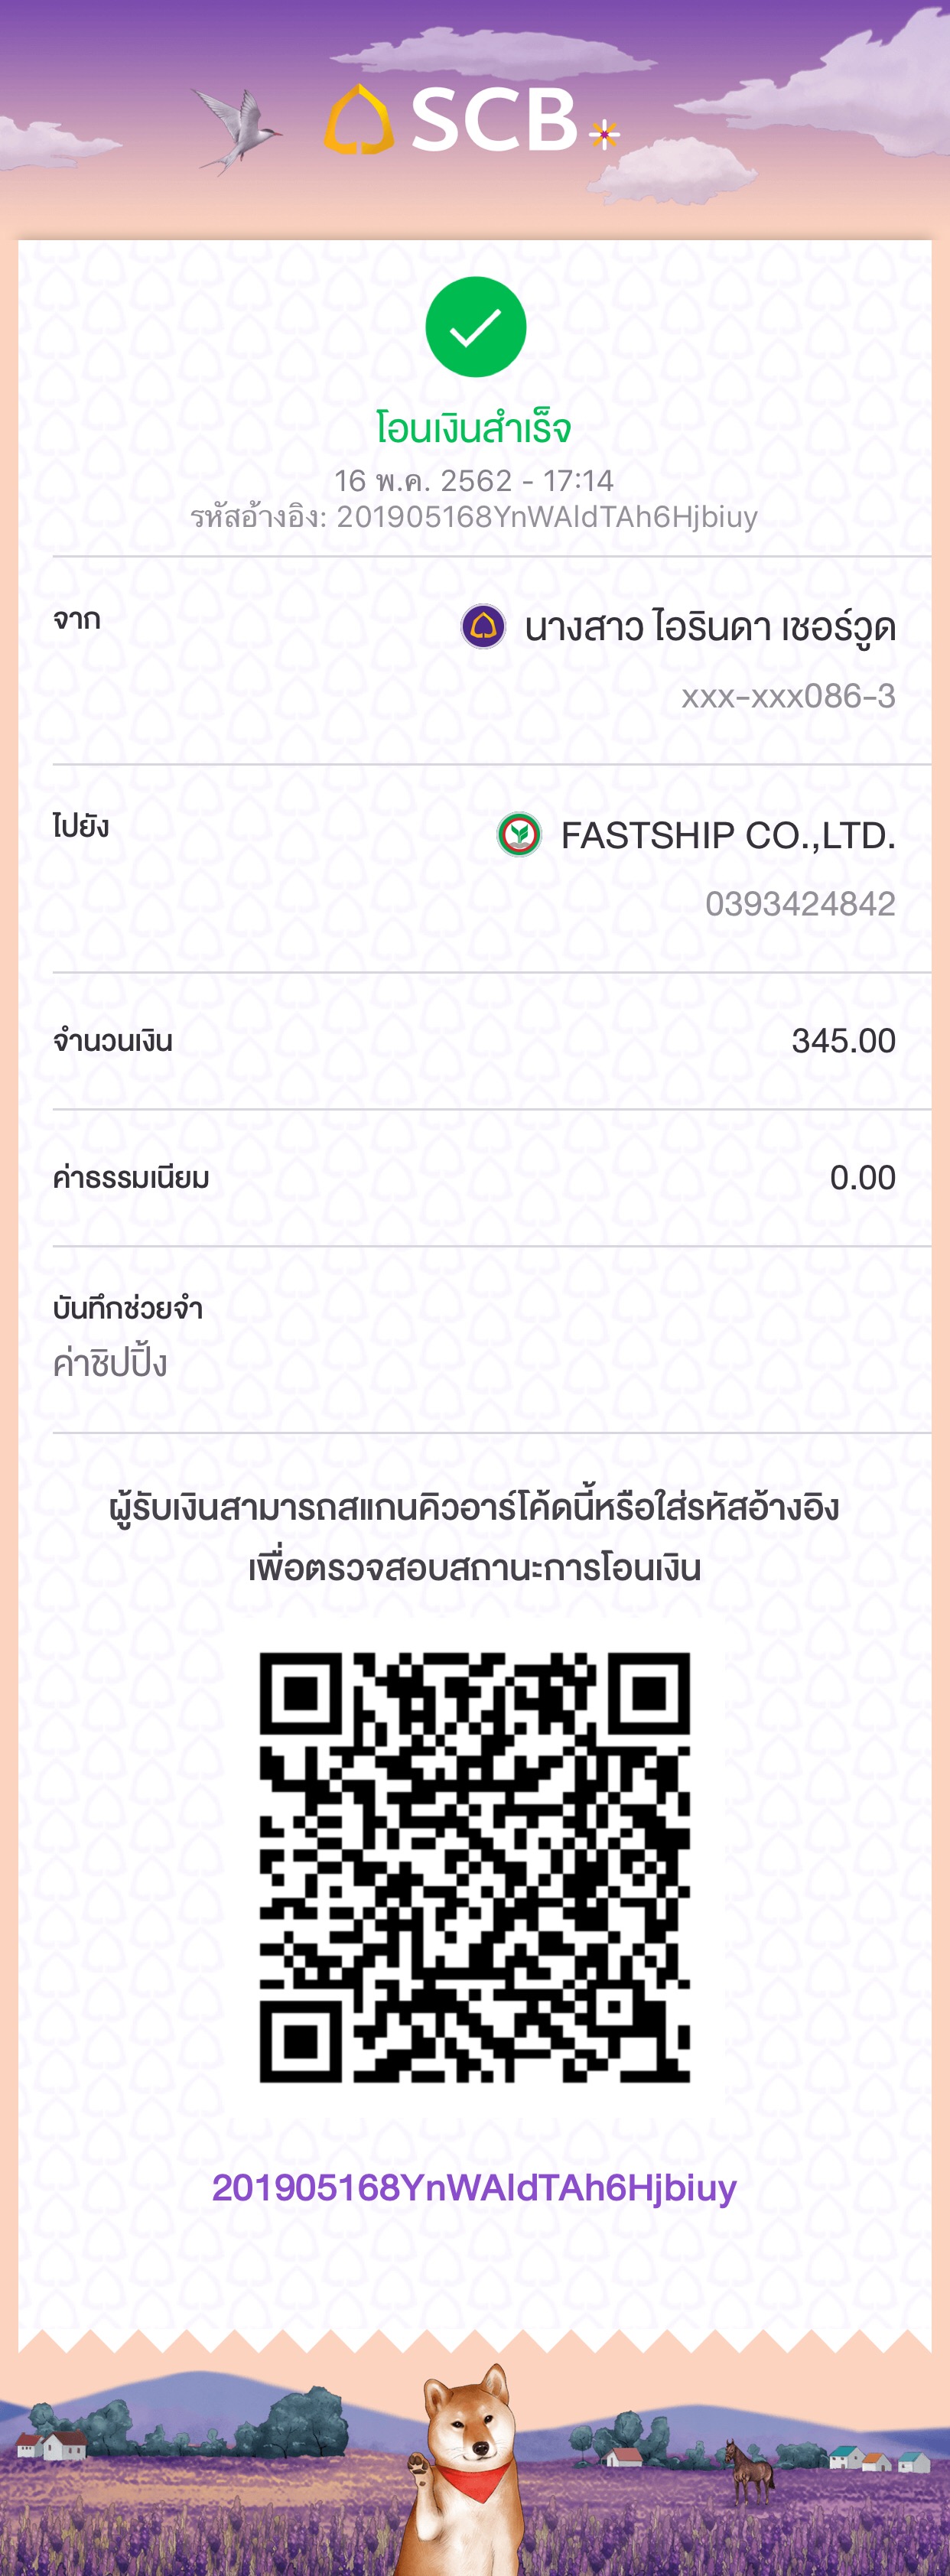 SCB
โอนเงินสำเร็จ
16 พ.ค. 2562 - 17:14
รหัสอ้างอิง: 201905168YnWAldTAh6Hjbiuy
จาก
นางสาว ไอรินดา เชอร์วูด
xxx-xxx086-3
ไปยัง
FASTSHIP CO.,LTD.
0393424842
จำนวนเงิน
345.00
ค่าธรรมเนียม
0.00
บันทึกช่วยจำ
ค่าชิปปิ้ง
ผู้รับเงินสามารถสแกนคิวอาร์โค้ดนี้หรือใส่รหัสอ้างอิง
เพื่อตรวจสอบสถานะการโอนเงิน
201905168YnWAldTAh6Hjbiuy